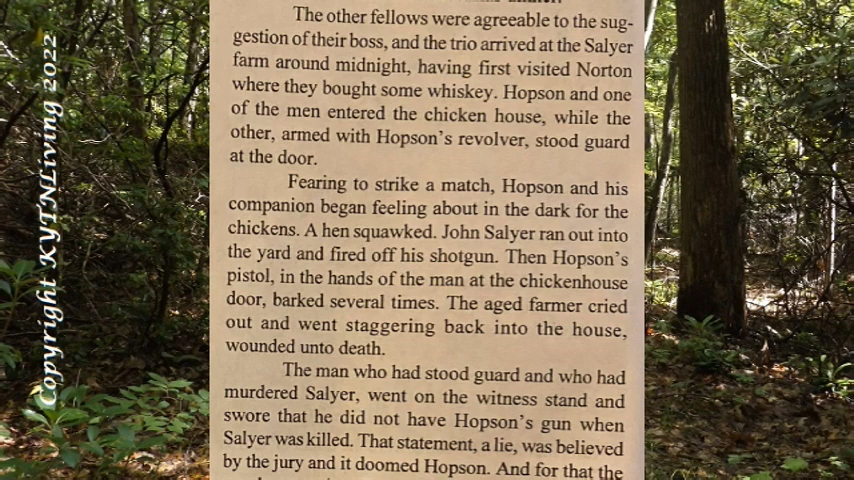 The other fellows were agreeable to the sug-
gestion of their boss, and the trio arrived at the Salyer
farm around midnight, having first visited Norton
where they bought some whiskey. Hopson and one
of the men entered the chicken house, while the
other, armed with Hopson's revolver, stood guard
at the door.
Fearing to strike a match, Hopson and his
companion began feeling about in the dark for the
chickens. A hen squawked. John Salyer ran out into
the yard and fired off his shotgun. Then Hopson's
pistol, in the hands of the man at the chickenhouse
door, barked several times. The aged farmer cried
out and went staggering back into the house,
wounded unto death.
The man who had stood guard and who had
murdered Salyer, went on the witness stand and
swore that he did not have Hopson's gun when
Salyer was killed. That statement, a lie, was believed
by the jury and it doomed Hopson. And for that the
Copyright KYTNLiving 2022